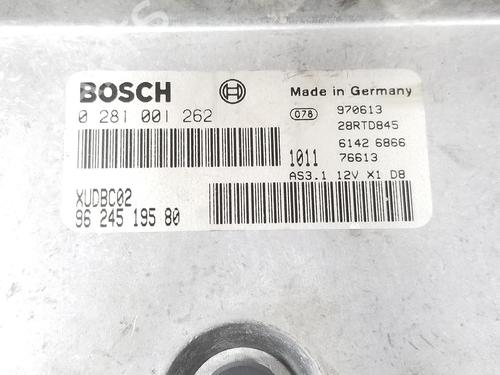 BOSCH
0 281 001 262
XUDBC02
96 245 195 80
Made in Germany
078 970613
28RTD845
6142 6866
1011 76613
AS3.1 12V X1 D8